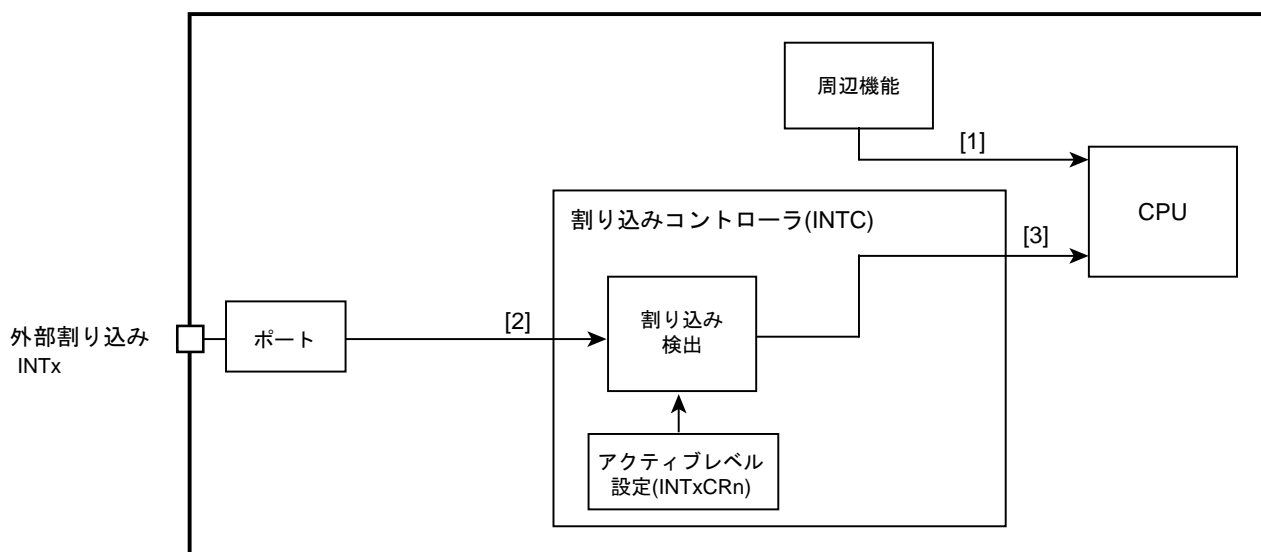 周辺機能
[1]
CPU
割り込みコントローラ(INTC)
[3]
外部割り込み
INTx
ポート
[2]
割り込み
検出
アクティブレベル
設定(INTxCRn)